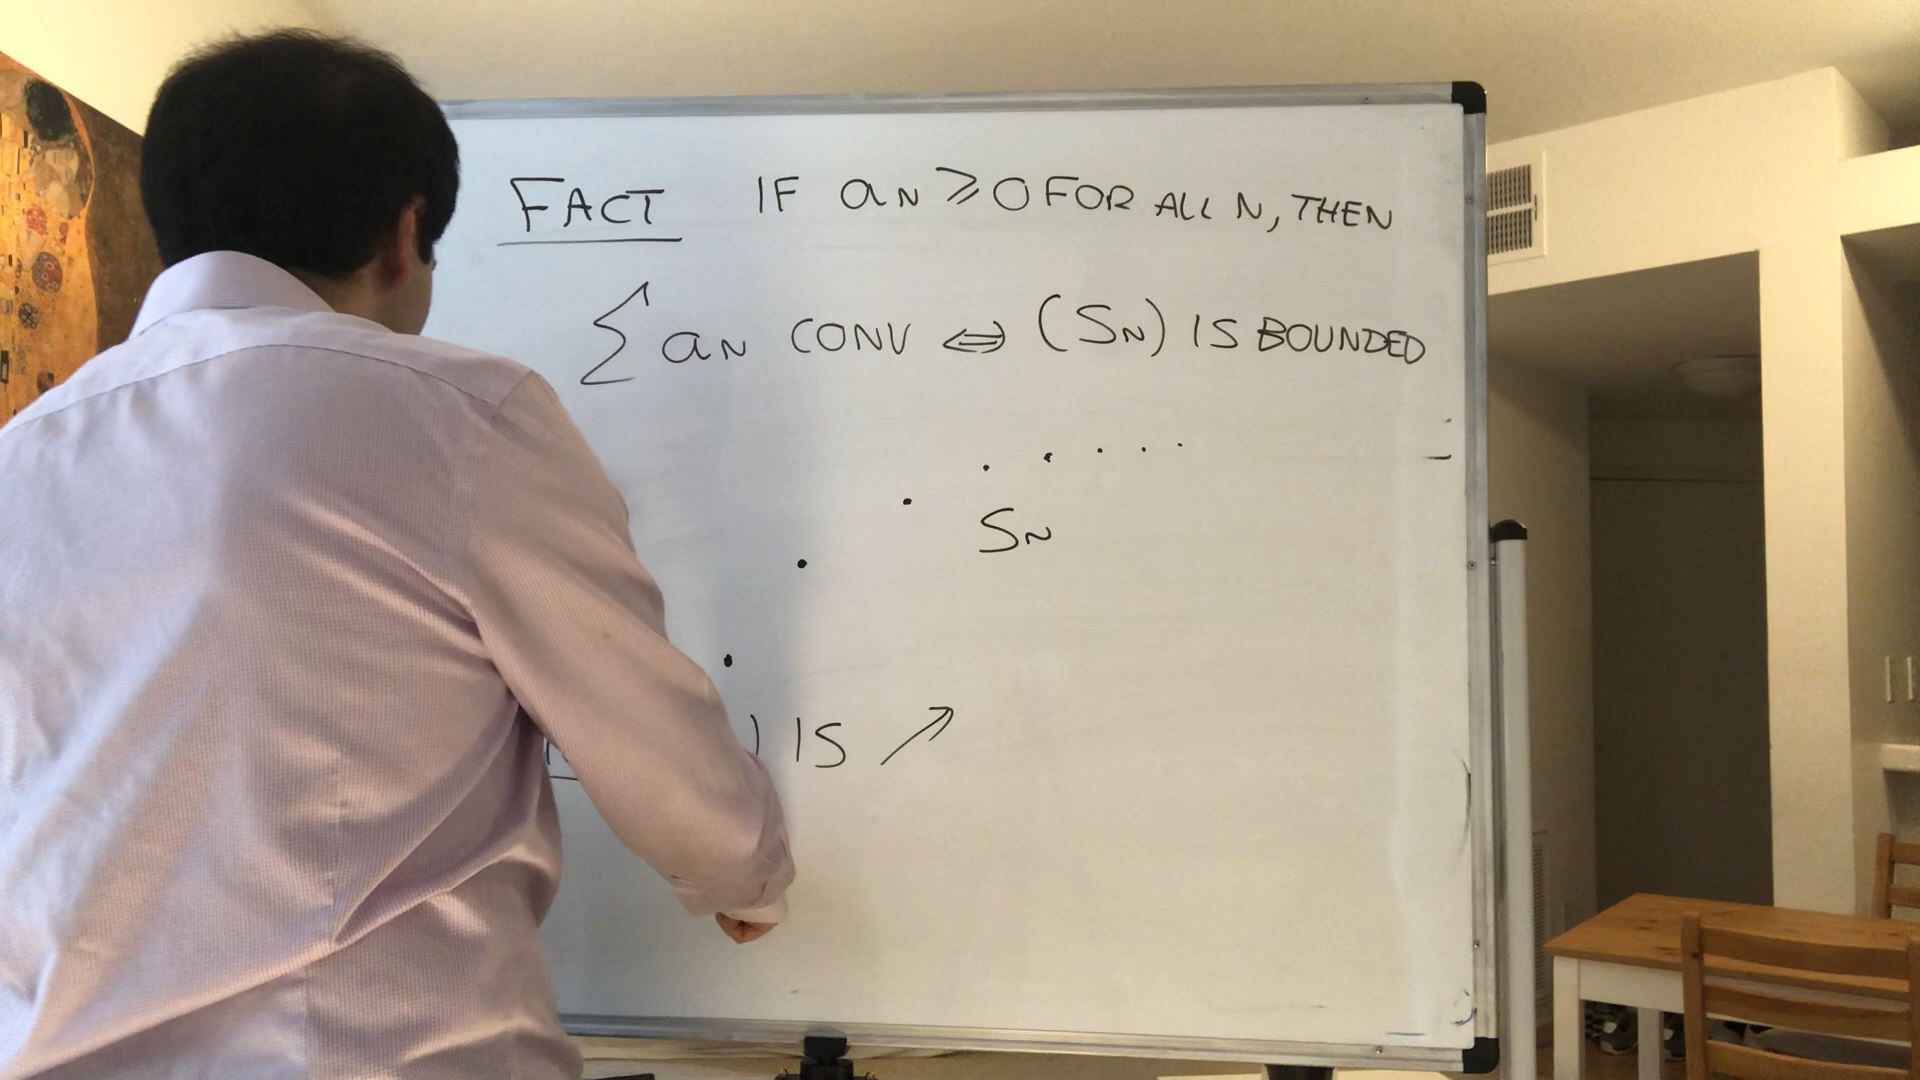 FACT IF aN ⩾ 0 FOR ALL N, THEN
∑ aN CONV ⇔ (SN) IS BOUNDED
SN
) IS ↗